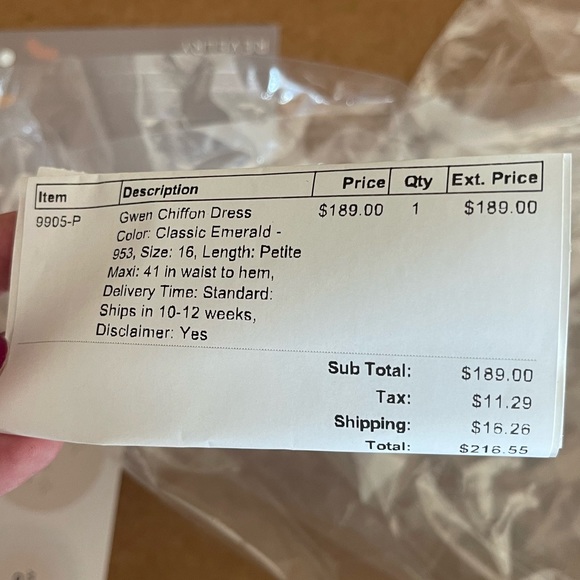 Item Description Price Qty Ext. Price
9905-P Gwen Chiffon Dress $189.00 1 $189.00
Color: Classic Emerald -
953, Size: 16, Length: Petite
Maxi: 41 in waist to hem,
Delivery Time: Standard:
Ships in 10-12 weeks,
Disclaimer: Yes
Sub Total: $189.00
Tax: $11.29
Shipping: $16.26
Total: $216.55